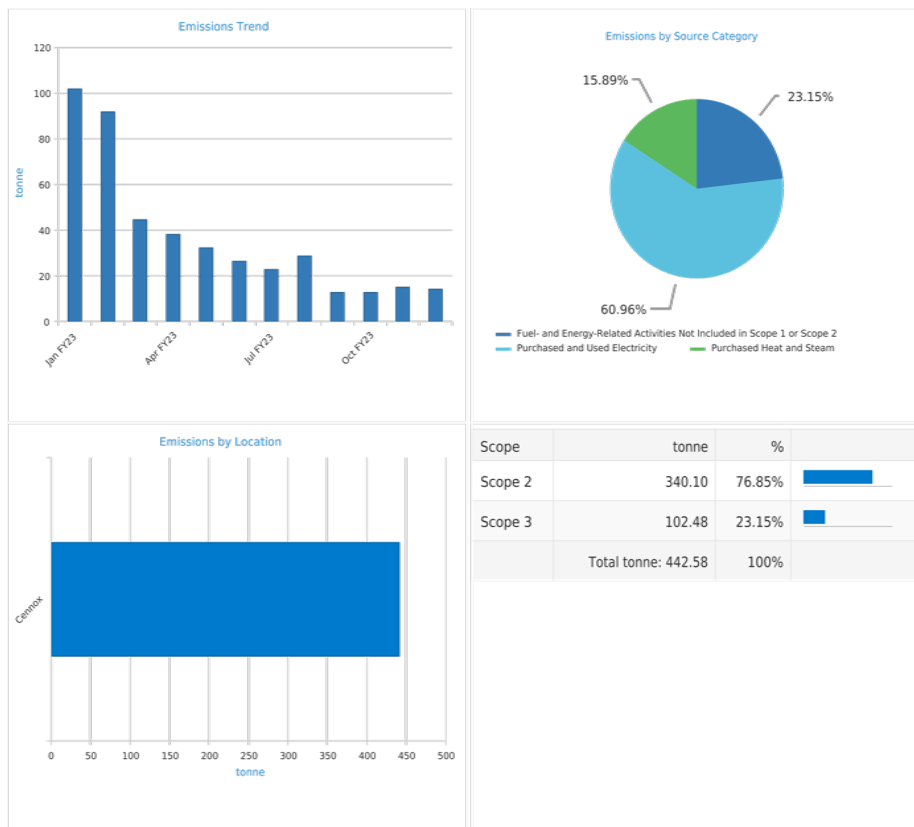 Emissions Trend
120
100
80
60
40
20
0
tonne
Jan FY23
Apr FY23
Jul FY23
Oct FY23
Emissions by Source Category
15.89%
23.15%
60.96%
Fuel- and Energy-Related Activities Not Included in Scope 1 or Scope 2
Purchased and Used Electricity Purchased Heat and Steam
Emissions by Location
Cennox
0 50 100 150 200 250 300 350 400 450 500
tonne
Scope tonne %
Scope 2 340.10 76.85%
Scope 3 102.48 23.15%
Total tonne: 442.58 100%